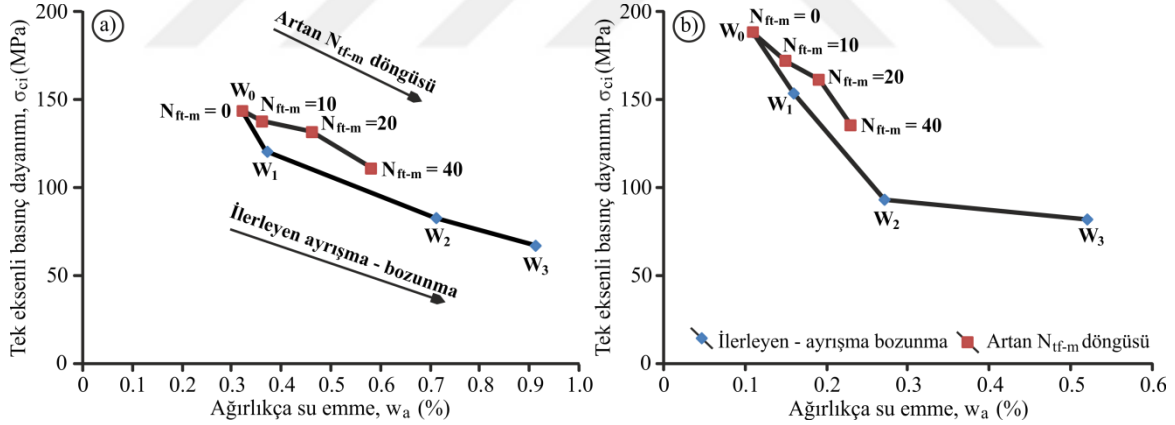 a)
Tek eksenli basınç dayanımı, σci (MPa)
200
150
100
50
0
Artan Ntf-m döngüsü
W0
Nft-m = 0
Nft-m = 10
Nft-m = 20
Nft-m = 40
W1
W2
W3
İlerleyen ayrışma - bozunma
0
0.1
0.2
0.3
0.4
0.5
0.6
0.7
0.8
0.9
1.0
Ağırlıkça su emme, wa (%)
b)
Tek eksenli basınç dayanımı, σci (MPa)
200
150
100
50
0
Nft-m = 0
W0
Nft-m = 10
Nft-m = 20
W1
Nft-m = 40
W2
W3
İlerleyen - ayrışma bozunma
Artan Ntf-m döngüsü
0
0.1
0.2
0.3
0.4
0.5
0.6
Ağırlıkça su emme, wa (%)